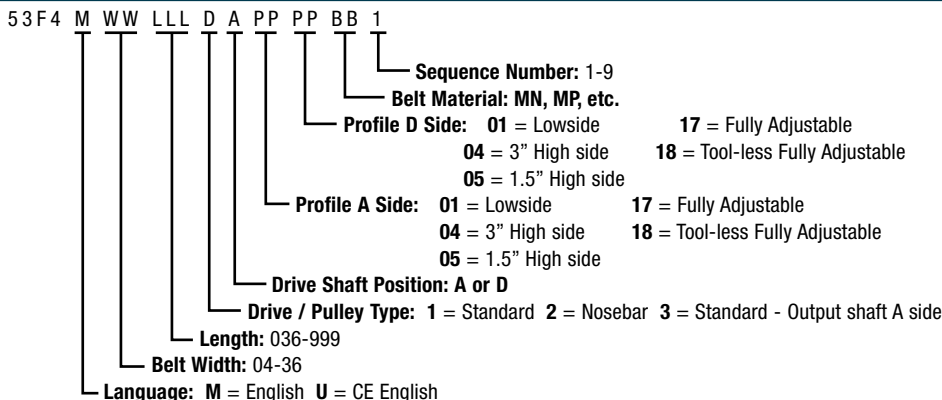 53F4 M WW LLL D A PP PP BB 1
Sequence Number: 1-9
Belt Material: MN, MP, etc.
Profile D Side: 01 = Lowside 17 = Fully Adjustable
04 = 3” High side 18 = Tool-less Fully Adjustable
05 = 1.5” High side
Profile A Side: 01 = Lowside 17 = Fully Adjustable
04 = 3” High side 18 = Tool-less Fully Adjustable
05 = 1.5” High side
Drive Shaft Position: A or D
Drive / Pulley Type: 1 = Standard 2 = Nosebar 3 = Standard - Output shaft A side
Length: 036-999
Belt Width: 04-36
Language: M = English U = CE English